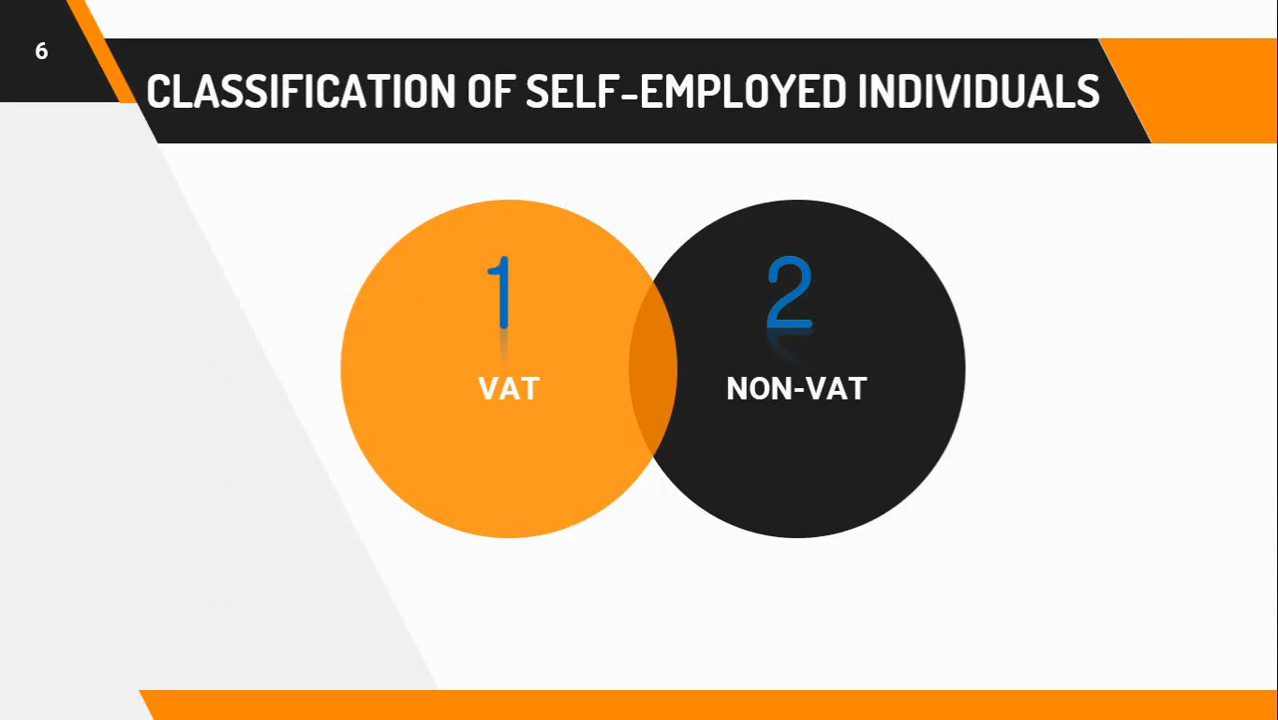 6
CLASSIFICATION OF SELF-EMPLOYED INDIVIDUALS
1
VAT
2
NON-VAT